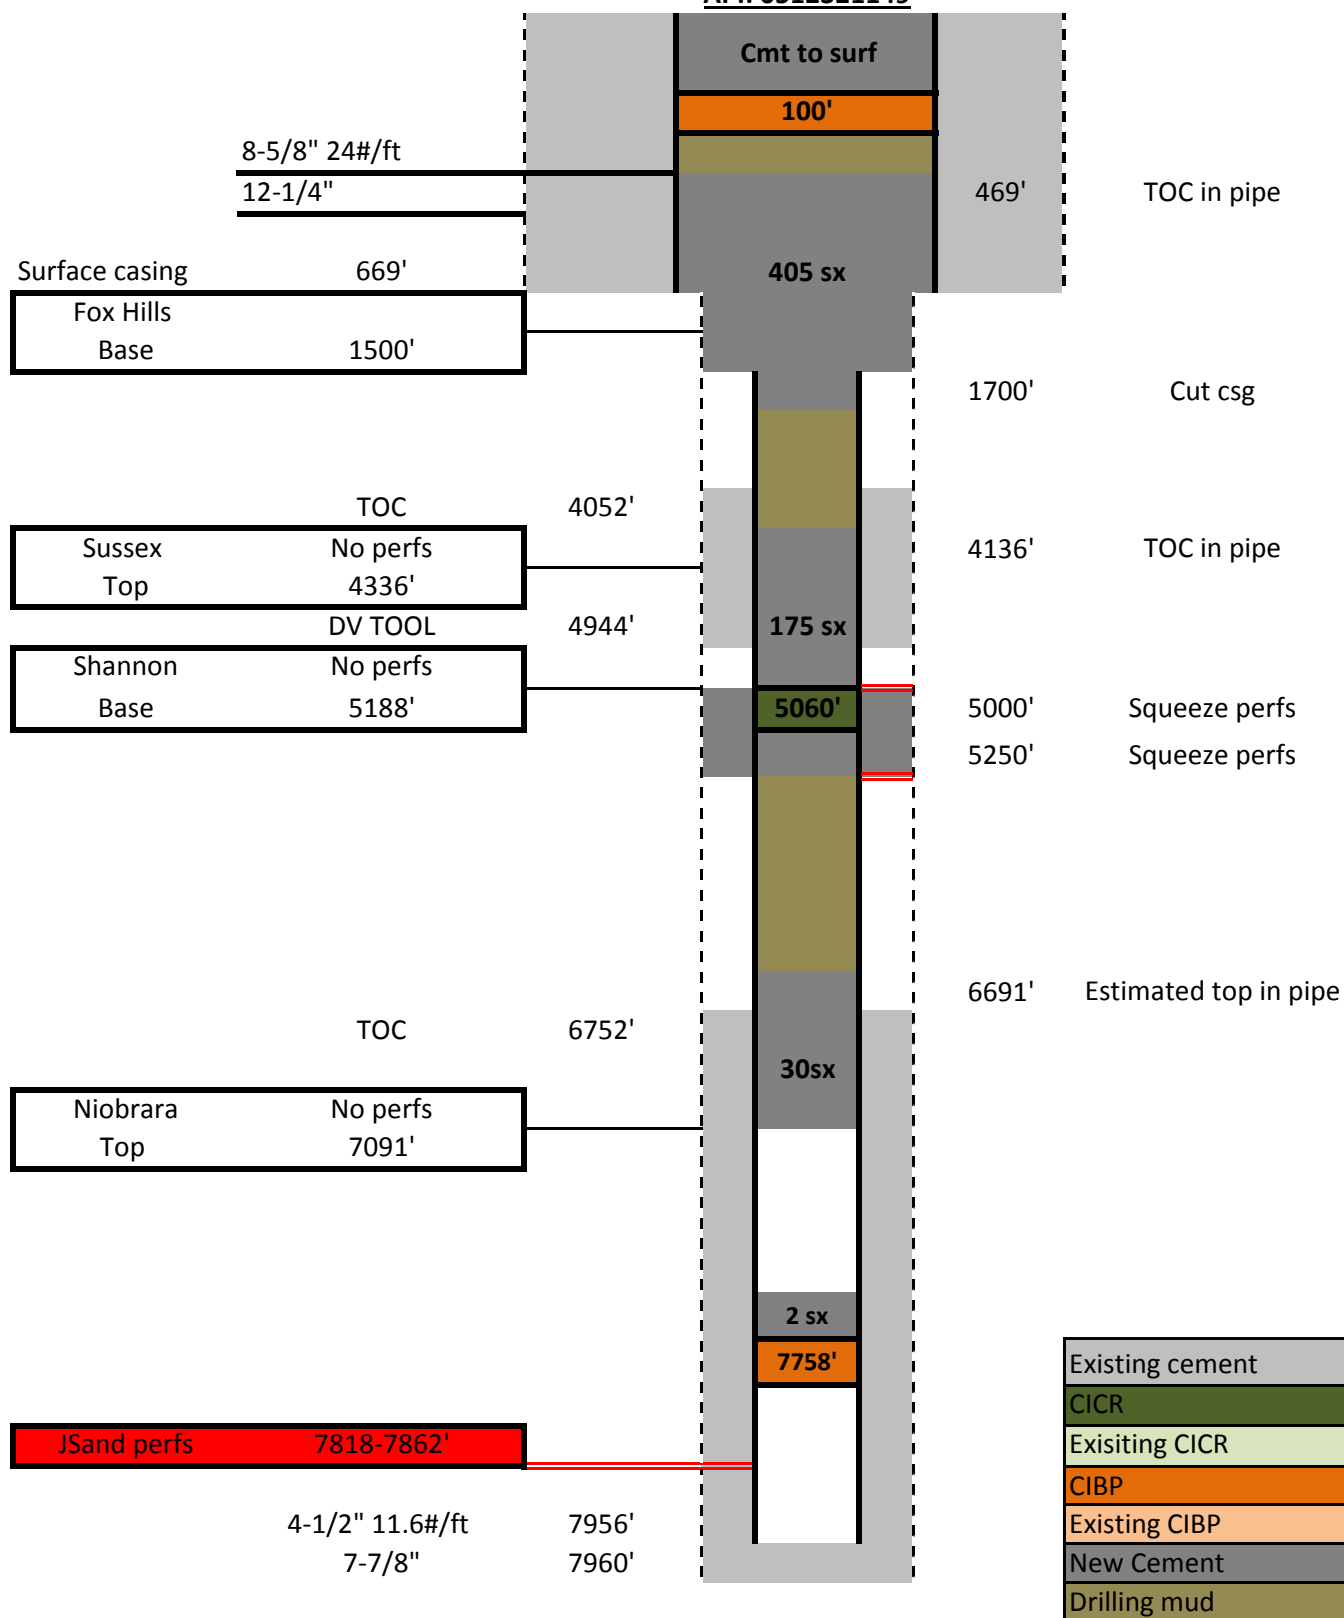 Cmt to surf
100'
8-5/8" 24#/ft
12-1/4"
469' TOC in pipe
Surface casing 669'
405 sx
Fox Hills
Base 1500'
1700' Cut csg
TOC 4052'
Sussex No perfs
Top 4336'
4136' TOC in pipe
DV TOOL 4944'
175 sx
Shannon No perfs
Base 5188'
5060'
5000' Squeeze perfs
5250' Squeeze perfs
6691' Estimated top in pipe
TOC 6752'
30sx
Niobrara No perfs
Top 7091'
2 sx
7758'
JSand perfs 7818-7862'
4-1/2" 11.6#/ft 7956'
7-7/8" 7960'
Existing cement
CICR
Exisiting CICR
CIBP
Existing CIBP
New Cement
Drilling mud